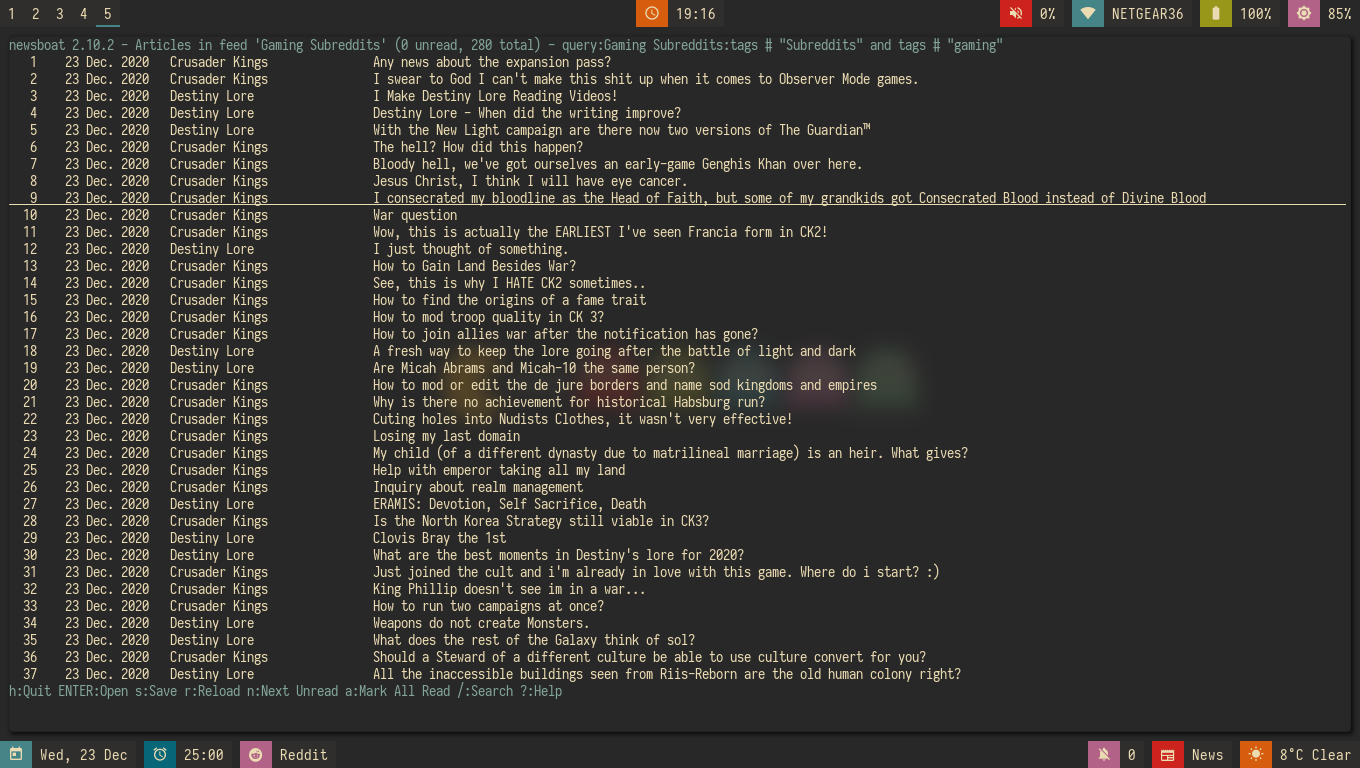 1 2 3 4 5 19:16 0% NETGEAR36 100% 85%
newsboat 2.10.2 - Articles in feed 'Gaming Subreddits' (0 unread, 280 total) - query:Gaming Subreddits:tags # "Subreddits" and tags # "gaming"
1 23 Dec. 2020 Crusader Kings Any news about the expansion pass?
2 23 Dec. 2020 Crusader Kings I swear to God I can't make this shit up when it comes to Observer Mode games.
3 23 Dec. 2020 Destiny Lore I Make Destiny Lore Reading Videos!
4 23 Dec. 2020 Destiny Lore Destiny Lore - When did the writing improve?
5 23 Dec. 2020 Destiny Lore With the New Light campaign are there now two versions of The Guardian™
6 23 Dec. 2020 Crusader Kings The hell? How did this happen?
7 23 Dec. 2020 Crusader Kings Bloody hell, we've got ourselves an early-game Genghis Khan over here.
8 23 Dec. 2020 Crusader Kings Jesus Christ, I think I will have eye cancer.
9 23 Dec. 2020 Crusader Kings I consecrated my bloodline as the Head of Faith, but some of my grandkids got Consecrated Blood instead of Divine Blood
10 23 Dec. 2020 Crusader Kings War question
11 23 Dec. 2020 Crusader Kings Wow, this is actually the EARLIEST I've seen Francia form in CK2!
12 23 Dec. 2020 Destiny Lore I just thought of something.
13 23 Dec. 2020 Crusader Kings How to Gain Land Besides War?
14 23 Dec. 2020 Crusader Kings See, this is why I HATE CK2 sometimes..
15 23 Dec. 2020 Crusader Kings How to find the origins of a fame trait
16 23 Dec. 2020 Crusader Kings How to mod troop quality in CK 3?
17 23 Dec. 2020 Crusader Kings How to join allies war after the notification has gone?
18 23 Dec. 2020 Destiny Lore A fresh way to keep the lore going after the battle of light and dark
19 23 Dec. 2020 Destiny Lore Are Micah Abrams and Micah-10 the same person?
20 23 Dec. 2020 Crusader Kings How to mod or edit the de jure borders and name sod kingdoms and empires
21 23 Dec. 2020 Crusader Kings Why is there no achievement for historical Habsburg run?
22 23 Dec. 2020 Crusader Kings Cuting holes into Nudists Clothes, it wasn't very effective!
23 23 Dec. 2020 Crusader Kings Losing my last domain
24 23 Dec. 2020 Crusader Kings My child (of a different dynasty due to matrilineal marriage) is an heir. What gives?
25 23 Dec. 2020 Crusader Kings Help with emperor taking all my land
26 23 Dec. 2020 Crusader Kings Inquiry about realm management
27 23 Dec. 2020 Destiny Lore ERAMIS: Devotion, Self Sacrifice, Death
28 23 Dec. 2020 Crusader Kings Is the North Korea Strategy still viable in CK3?
29 23 Dec. 2020 Destiny Lore Clovis Bray the 1st
30 23 Dec. 2020 Destiny Lore What are the best moments in Destiny's lore for 2020?
31 23 Dec. 2020 Crusader Kings Just joined the cult and i'm already in love with this game. Where do i start? :)
32 23 Dec. 2020 Crusader Kings King Phillip doesn't see im in a war...
33 23 Dec. 2020 Crusader Kings How to run two campaigns at once?
34 23 Dec. 2020 Destiny Lore Weapons do not create Monsters.
35 23 Dec. 2020 Destiny Lore What does the rest of the Galaxy think of sol?
36 23 Dec. 2020 Crusader Kings Should a Steward of a different culture be able to use culture convert for you?
37 23 Dec. 2020 Destiny Lore All the inaccessible buildings seen from Riis-Reborn are the old human colony right?
h:Quit ENTER:Open s:Save r:Reload n:Next Unread a:Mark All Read /:Search ?:Help
Wed, 23 Dec 25:00 Reddit 0 News 8°C Clear